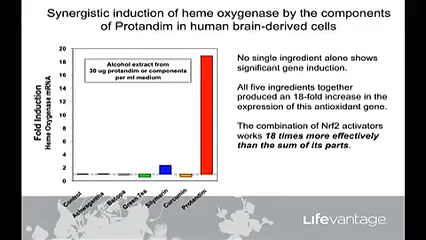 Synergistic induction of heme oxygenase by the components
of Protandim in human brain-derived cells
Alcohol extract from
30 ug protandim or components
per ml medium
Fold Induction
Heme Oxygenase mRNA
20
18
16
14
12
10
8
6
4
2
0
Control
Ashwagandha
Bacopa
Green Tea
Silymarin
Curcumin
Protandim
No single ingredient alone shows
significant gene induction.
All five ingredients together
produced an 18-fold increase in the
expression of this antioxidant gene.
The combination of Nrf2 activators
works 18 times more effectively
than the sum of its parts.
Lifevantage